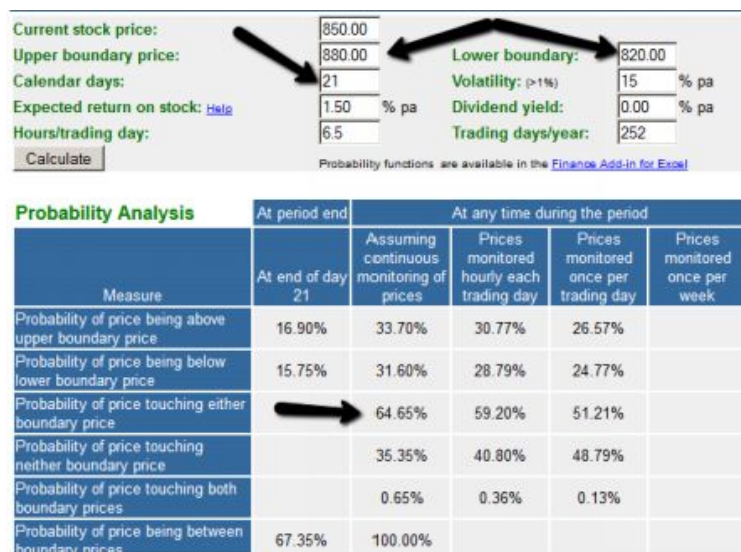 Current stock price: 850.00
Upper boundary price: 880.00 Lower boundary: 820.00
Calendar days: 21 Volatility: (>1%) 15 % pa
Expected return on stock: Help 1.50 % pa Dividend yield: 0.00 % pa
Hours/trading day: 6.5 Trading days/year: 252
Calculate Probability functions are available in the Finance Add-in for Excel
Probability Analysis At period end At any time during the period
Measure
At end of day
21
Assuming
continuous
monitoring of
prices
Prices
monitored
hourly each
trading day
Prices
monitored
once per
trading day
Prices
monitored
once per
week
Probability of price being above
upper boundary price
16.90% 33.70% 30.77% 26.57%
Probability of price being below
lower boundary price
15.75% 31.60% 28.79% 24.77%
Probability of price touching either
boundary price
64.65% 59.20% 51.21%
Probability of price touching
neither boundary price
35.35% 40.80% 48.79%
Probability of price touching both
boundary prices
0.65% 0.36% 0.13%
Probability of price being between
boundary prices
67.35% 100.00%